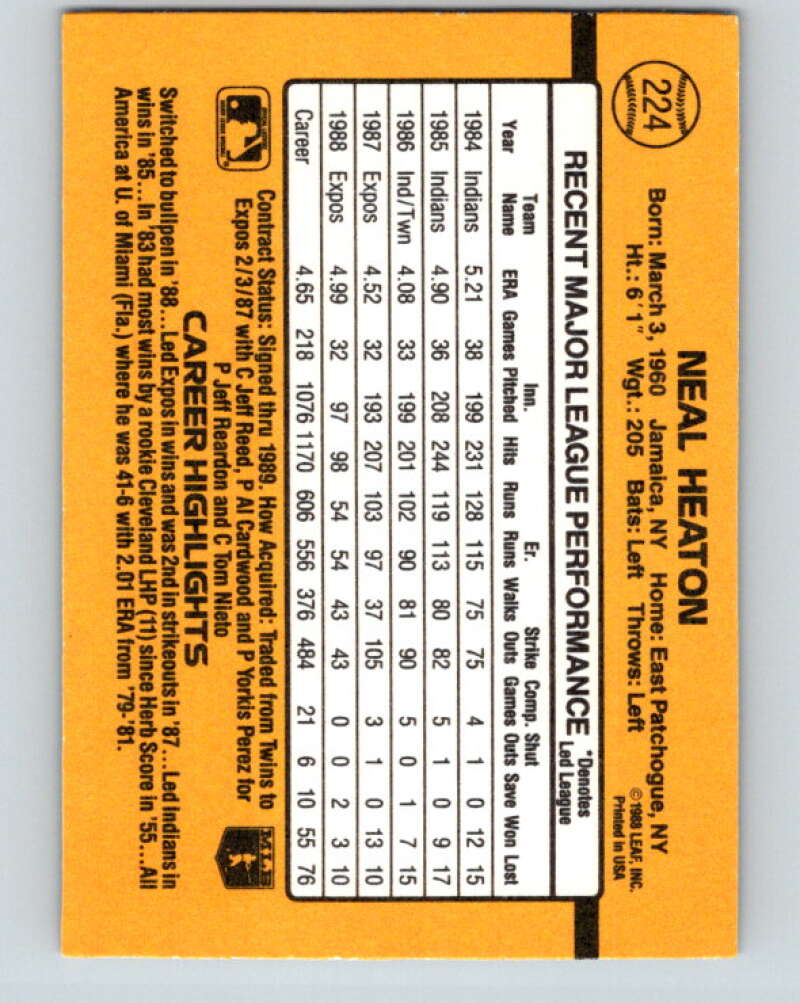 224
NEAL HEATON
Born: March 3, 1960 Jamaica, NY Home: East Patchogue, NY
Ht.: 6'1" Wgt.: 205 Bats: Left Throws: Left
©1988 LEAF, INC.
Printed in USA
RECENT MAJOR LEAGUE PERFORMANCE *Denotes Led League
Team Inn. Er. Strike Comp. Shut
Year Name ERA Games Pitched Hits Runs Runs Walks Outs Games Outs Save Won Lost
1984 Indians 5.21 38 199 231 128 115 75 75 4 1 0 12 15
1985 Indians 4.90 36 208 244 119 113 80 82 5 1 0 9 17
1986 Ind/Twn 4.08 33 199 201 102 90 81 90 5 0 1 7 15
1987 Expos 4.52 32 193 207 103 97 37 105 3 1 0 13 10
1988 Expos 4.99 32 97 98 54 54 43 43 0 0 2 3 10
Career 4.65 218 1076 1170 606 556 376 484 21 6 10 55 76
Contract Status: Signed thru 1989. How Acquired: Traded from Twins to
Expos 2/3/87 with C Jeff Reed, P Al Cardwood and P Yorkis Perez for
P Jeff Reardon and C Tom Nieto
MLB
CAREER HIGHLIGHTS
Switched to bullpen in '88...Led Expos in wins and was 2nd in strikeouts in '87...Led Indians in
wins in '85...In '83 had most wins by a rookie Cleveland LHP (11) since Herb Score in '55...All
America at U. of Miami (Fla.) where he was 41-6 with 2.01 ERA from '79-'81.